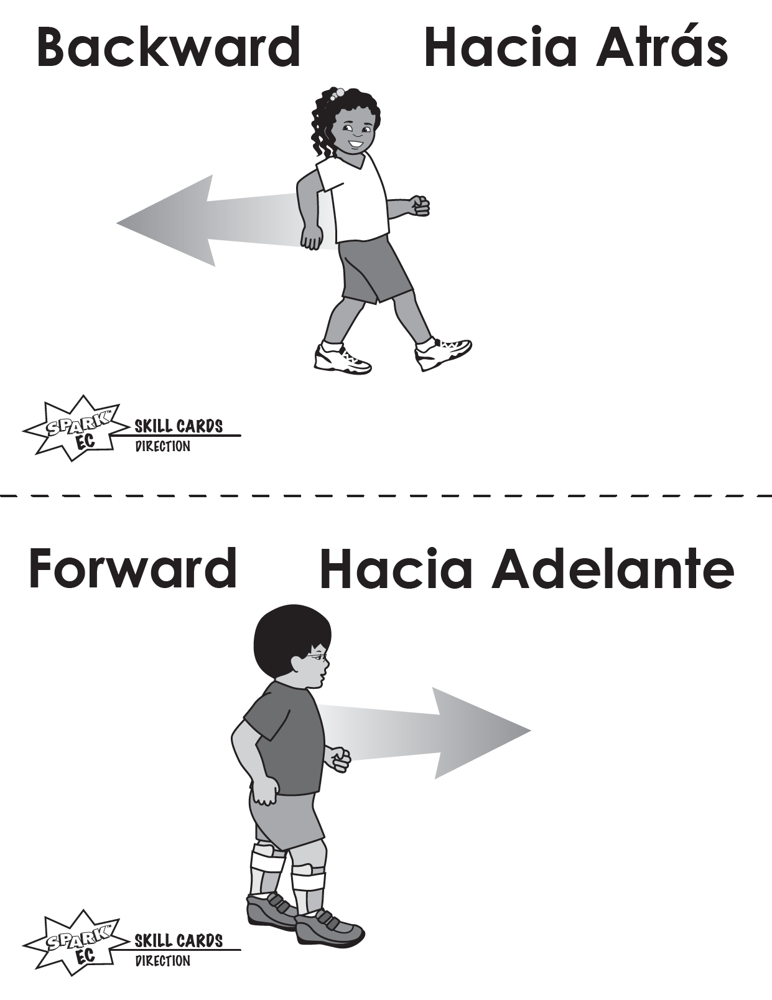 Backward Hacia Atrás
SPARK™
EC
SKILL CARDS
DIRECTION
Forward Hacia Adelante
SPARK™
EC
SKILL CARDS
DIRECTION